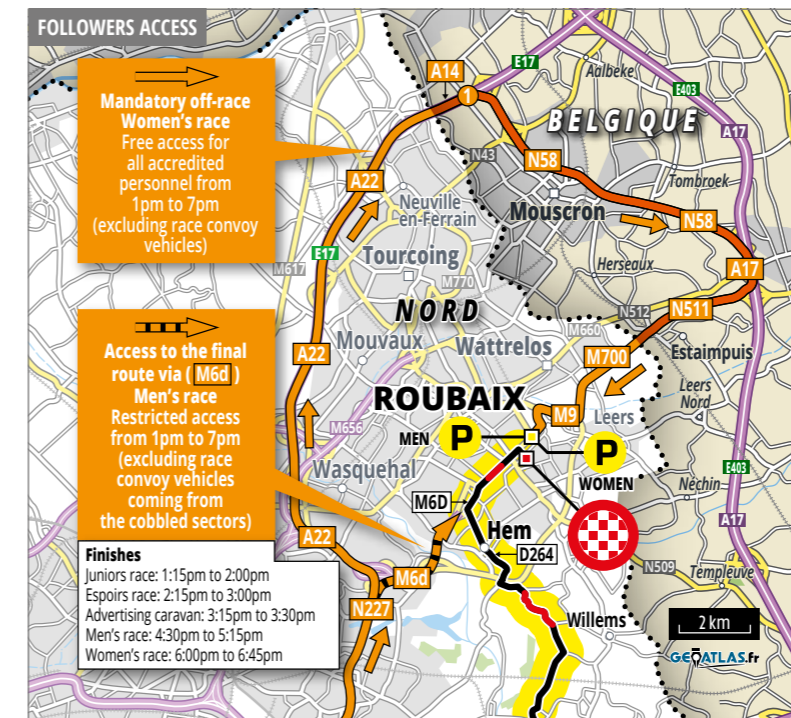 FOLLOWERS ACCESS
Mandatory off-race
Women's race
Free access for
all accredited
personnel from
1pm to 7pm
(excluding race convoy
vehicles)
Access to the final
route via ( M6d )
Men's race
Restricted access
from 1pm to 7pm
(excluding race
convoy vehicles
coming from
the cobbled sectors)
Finishes
Juniors race: 1:15pm to 2:00pm
Espoirs race: 2:15pm to 3:00pm
Advertising caravan: 3:15pm to 3:30pm
Men's race: 4:30pm to 5:15pm
Women's race: 6:00pm to 6:45pm
A14
1
E17
Aalbeke
E403
BELGIQUE
A17
N43
N58
Tombroek
A22
Neuville
en-Ferrain
Mouscron
N58
E17
M617
Tourcoing
M770
Herseaux
A17
NORD
N512
N511
M660
A22
Mouvaux
Wattrelos
M700
Estaimpuis
ROUBAIX
Leers
Nord
M9
Leers
M656
MEN
P
P
WOMEN
Wasquehal
E403
Néchin
M6D
Hem
A17
A22
D264
M6d
N509
Templeuve
N227
Willems
2 km
GEOATLAS.Fr